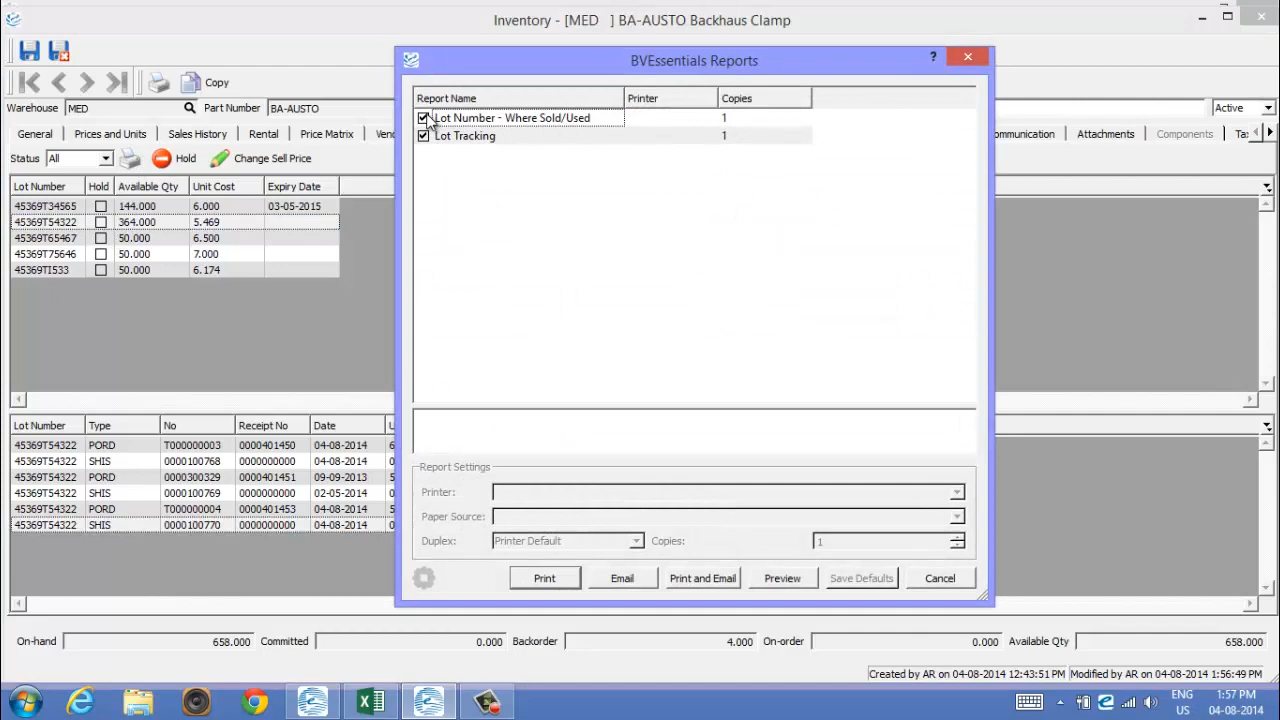 Inventory - [MED ] BA-AUSTO Backhaus Clamp
Copy
Warehouse MED Part Number BA-AUSTO Active
General Prices and Units Sales History Rental Price Matrix Attachments Components
Status All Hold Change Sell Price
Lot Number Hold Available Qty Unit Cost Expiry Date
45369T34565 144.000 6.000 03-05-2015
45369T54322 364.000 5.469
45369T65467 50.000 6.500
45369T75646 50.000 7.000
45369TI533 50.000 6.174
BVEssentials Reports
?
Report Name Printer Copies
Lot Number - Where Sold/Used 1
Lot Tracking 1
Report Settings
Printer:
Paper Source:
Duplex: Printer Default Copies: 1
Print Email Print and Email Preview Save Defaults Cancel
Lot Number Type No Receipt No Date
45369T54322 PORD T000000003 0000401450 04-08-2014
45369T54322 SHIS 0000100768 0000000000 04-08-2014
45369T54322 PORD 0000300329 0000401451 09-09-2013
45369T54322 SHIS 0000100769 0000000000 02-05-2014
45369T54322 PORD T000000004 0000401453 04-08-2014
45369T54322 SHIS 0000100770 0000000000 04-08-2014
On-hand 658.000 Committed 0.000 Backorder 4.000 On-order 0.000 Available Qty 658.000
Created by AR on 04-08-2014 12:43:51 PM Modified by AR on 04-08-2014 1:56:49 PM
ENG 1:57 PM
US 04-08-2014